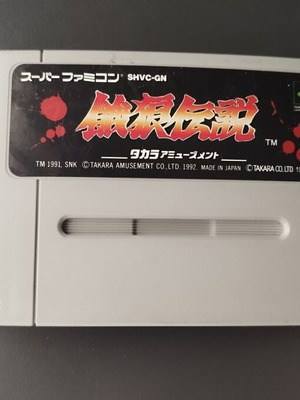 スーパーファミコン® SHVC-GN
餓狼伝説
TM
タカラアミューズメント
TM 1991, SNK ©TAKARA AMUSEMENT CO.,LTD. 1992. MADE IN JAPAN ©TAKARA CO.,LTD